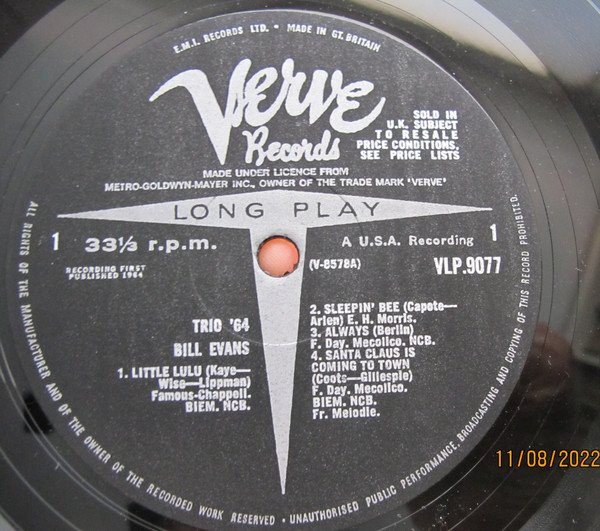 E.M.I. RECORDS LTD. • MADE IN GT. BRITAIN
Verve
Records
SOLD IN
U.K. SUBJECT
TO RESALE
PRICE CONDITIONS,
SEE PRICE LISTS
MADE UNDER LICENCE FROM
METRO-GOLDWYN-MAYER INC., OWNER OF THE TRADE MARK 'VERVE'
LONG PLAY
1 33⅓ r.p.m.
A U.S.A. Recording 1
RECORDING FIRST
PUBLISHED 1964
(V-8578A)
VLP.9077
TRIO '64
BILL EVANS
1. LITTLE LULU (Kaye—
Wise—Lippman)
Famous-Chappell.
BIEM. NCB.
2. SLEEPIN' BEE (Capote—
Arlen) E. H. Morris.
3. ALWAYS (Berlin)
F. Day. Mecolico. NCB.
4. SANTA CLAUS IS
COMING TO TOWN
(Coots—Gillespie)
F. Day. Mecolico.
BIEM. NCB.
Fr. Melodie.
ALL RIGHTS OF THE MANUFACTURER AND OF THE OWNER OF THE RECORDED WORK RESERVED • UNAUTHORISED PUBLIC PERFORMANCE, BROADCASTING AND COPYING OF THIS RECORD PROHIBITED.
11/08/2022